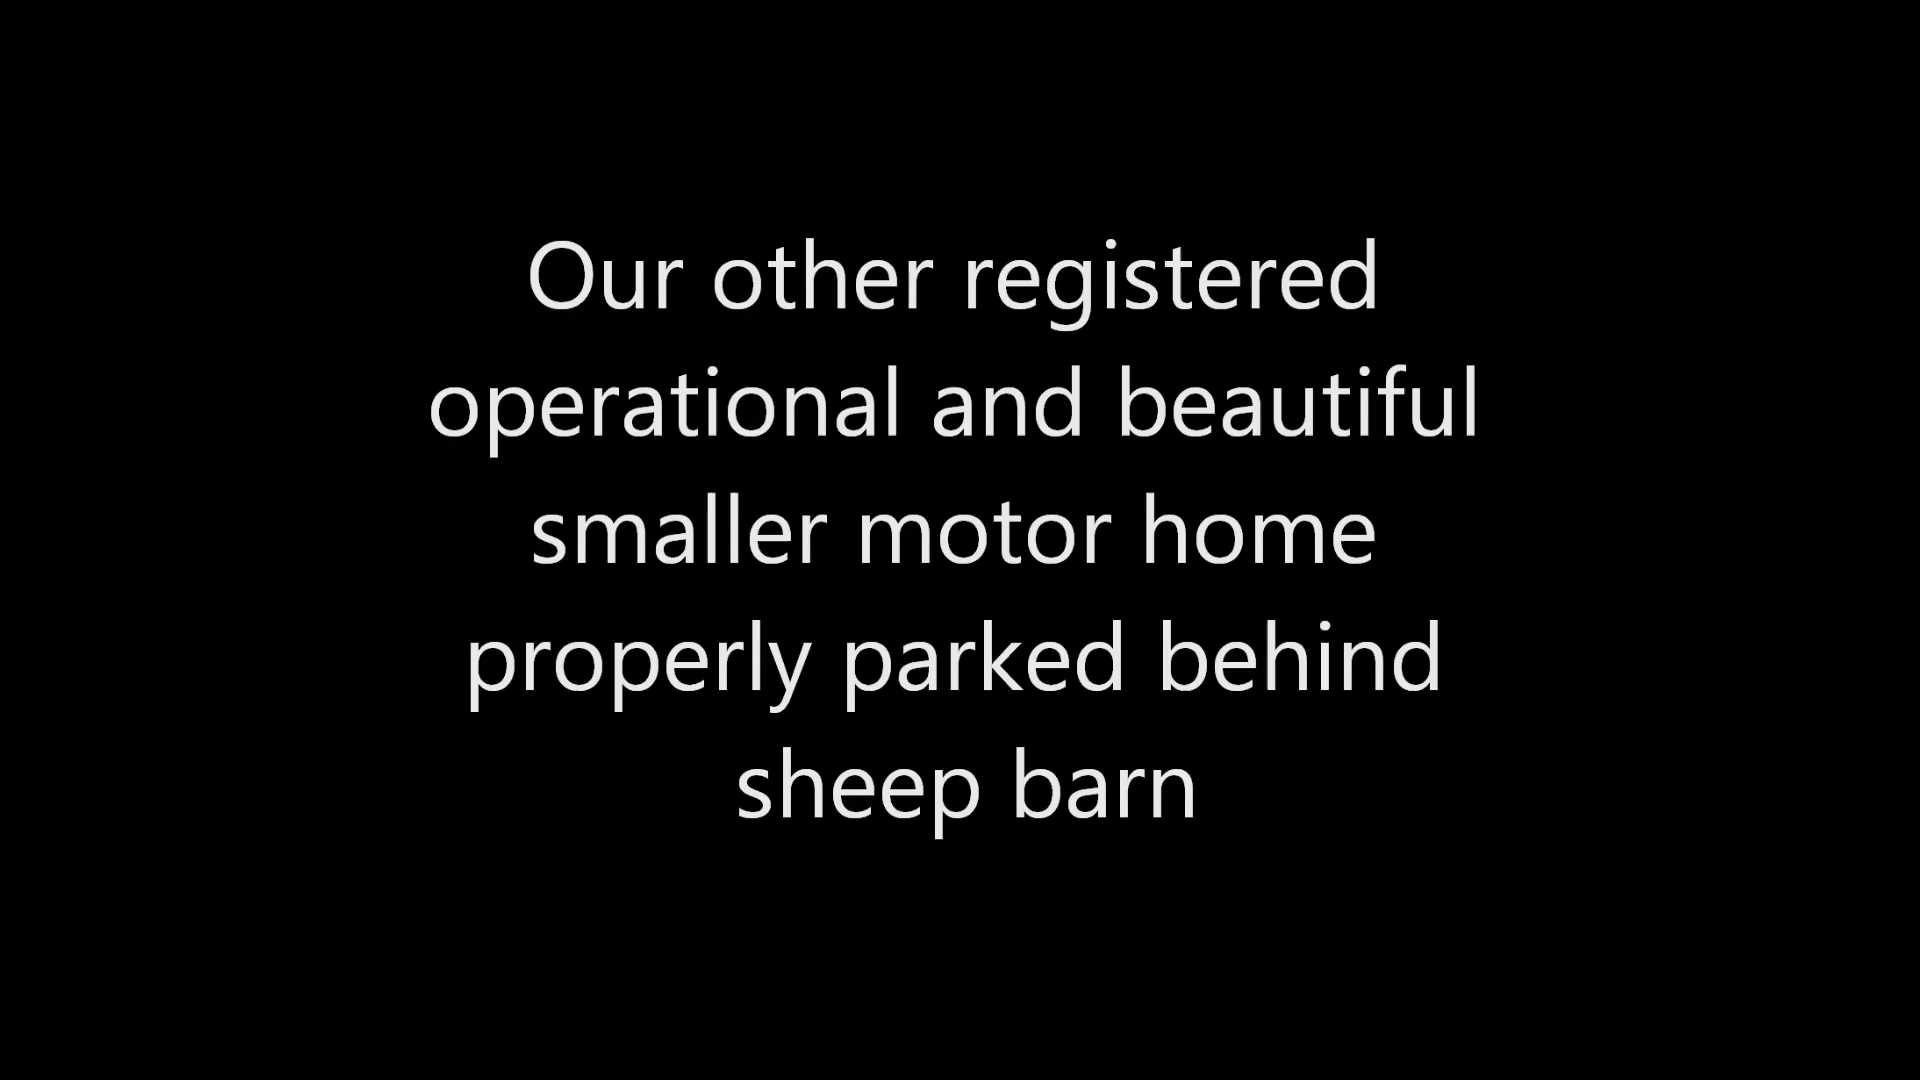 Our other registered
operational and beautiful
smaller motor home
properly parked behind
sheep barn